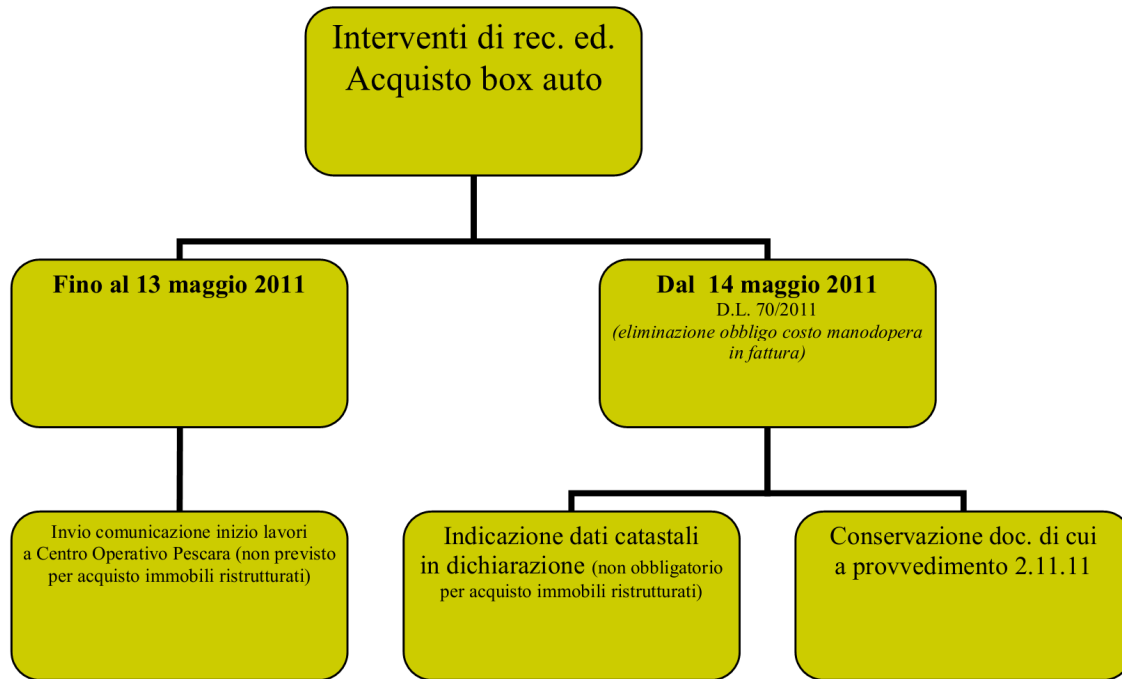 Interventi di rec. ed.
Acquisto box auto
Fino al 13 maggio 2011
Dal  14 maggio 2011
D.L. 70/2011
(eliminazione obbligo costo manodopera
in fattura)
Invio comunicazione inizio lavori
a Centro Operativo Pescara (non previsto
per acquisto immobili ristrutturati)
Indicazione dati catastali
in dichiarazione (non obbligatorio
per acquisto immobili ristrutturati)
Conservazione doc. di cui
a provvedimento 2.11.11